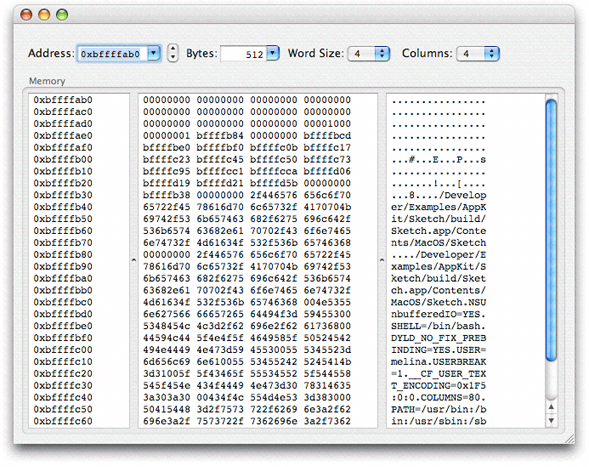 Address: 0xbffffab0 Bytes: 512 Word Size: 4 Columns: 4
Memory
0xbffffab0 00000000 00000000 00000000 00000000 ................
0xbffffac0 00000000 00000000 00000000 00000000 ................
0xbffffad0 00000000 00000000 00000000 00001000 ................
0xbffffae0 00000001 bffffb84 00000000 bffffbcd ................
0xbffffaf0 bffffbe0 bffffbf0 bffffc0b bffffc17 ................
0xbffffb00 bffffc23 bffffc45 bffffc50 bffffc73 ...#...E...P...s
0xbffffb10 bffffc95 bffffcc1 bffffcca bffffd06 ................
0xbffffb20 bffffd19 bffffd21 bffffd5b 00000000 .......!...[....
0xbffffb30 bffffb38 00000000 2f446576 656c6f70 ...8..../Develop
0xbffffb40 65722f45 78616d70 6c65732f 4170704b er/Examples/AppK
0xbffffb50 69742f53 6b657463 682f6275 696c642f it/Sketch/build/
0xbffffb60 536b6574 63682e61 70702f43 6f6e7465 Sketch.app/Conte
0xbffffb70 6e74732f 4d61634f 532f536b 65746368 nts/MacOS/Sketch
0xbffffb80 00000000 2f446576 656c6f70 65722f45 ..../Developer/E
0xbffffb90 78616d70 6c65732f 4170704b 69742f53 xamples/AppKit/S
0xbffffba0 6b657463 682f6275 696c642f 536b6574 ketch/build/Sket
0xbffffbb0 63682e61 70702f43 6f6e7465 6e74732f ch.app/Contents/
0xbffffbc0 4d61634f 532f536b 65746368 004e5355 MacOS/Sketch.NSU
0xbffffbd0 6e627566 66657265 64494f3d 59455300 nbufferedIO=YES.
0xbffffbe0 5348454c 4c3d2f62 696e2f62 61736800 SHELL=/bin/bash.
0xbffffbf0 44594c44 5f4e4f5f 4649585f 50524542 DYLD_NO_FIX_PREB
0xbffffc00 494e4449 4e473d59 45530055 5345523d INDING=YES.USER=
0xbffffc10 6d656c69 6e610055 53455242 5245414b melina.USERBREAK
0xbffffc20 3d31005f 5f43465f 55534552 5f544558 =1.__CF_USER_TEX
0xbffffc30 545f454e 434f4449 4e473d30 78314635 T_ENCODING=0x1F5
0xbffffc40 3a303a30 00434f4c 554d4e53 3d383000 :0:0.COLUMNS=80.
0xbffffc50 50415448 3d2f7573 722f6269 6e3a2f62 PATH=/usr/bin:/b
0xbffffc60 696e3a2f 7573722f 7362696e 3a2f7362 in:/usr/sbin:/sb